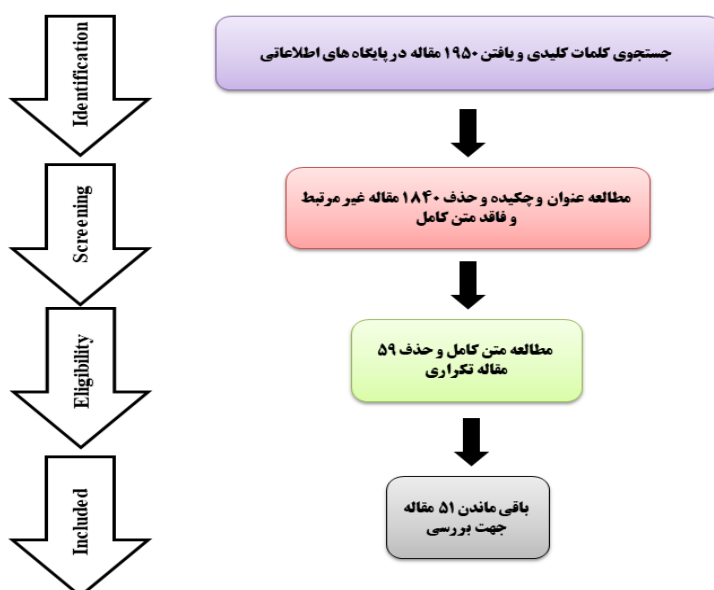 Identification
جستجوی کلمات کلیدی و یافتن ۱۹۵۰ مقاله در پایگاه های اطلاعاتی
Screening
مطالعه عنوان و چکیده و حذف ۱۸۴۰ مقاله غیر مرتبط
و فاقد متن کامل
Eligibility
مطالعه متن کامل و حذف ۵۹
مقاله تکراری
Included
باقی ماندن ۵۱ مقاله
جهت بررسی